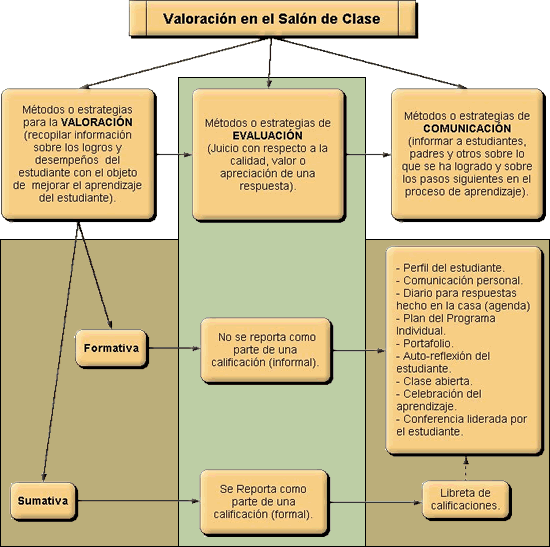 Valoración en el Salón de Clase
Métodos o estrategias
para la VALORACIÓN
(recopilar información
sobre los logros y
desempeños del
estudiante con el objeto
de mejorar el aprendizaje
del estudiante).
Métodos o estrategias de
EVALUACIÓN
(Juicio con respecto a la
calidad, valor o
apreciación de una
respuesta).
Métodos o estrategias de
COMUNICACIÓN
(informar a estudiantes,
padres y otros sobre lo
que se ha logrado y sobre
los pasos siguientes en el
proceso de aprendizaje).
Formativa
No se reporta como
parte de una
calificación (informal).
- Perfil del estudiante.
- Comunicación personal.
- Diario para respuestas
hecho en la casa (agenda)
- Plan del Programa
Individual.
- Portafolio.
- Auto-reflexión del
estudiante.
- Clase abierta.
- Celebración del
aprendizaje.
- Conferencia liderada por
el estudiante.
Sumativa
Se Reporta como
parte de una
calificación (formal).
Libreta de
calificaciones.